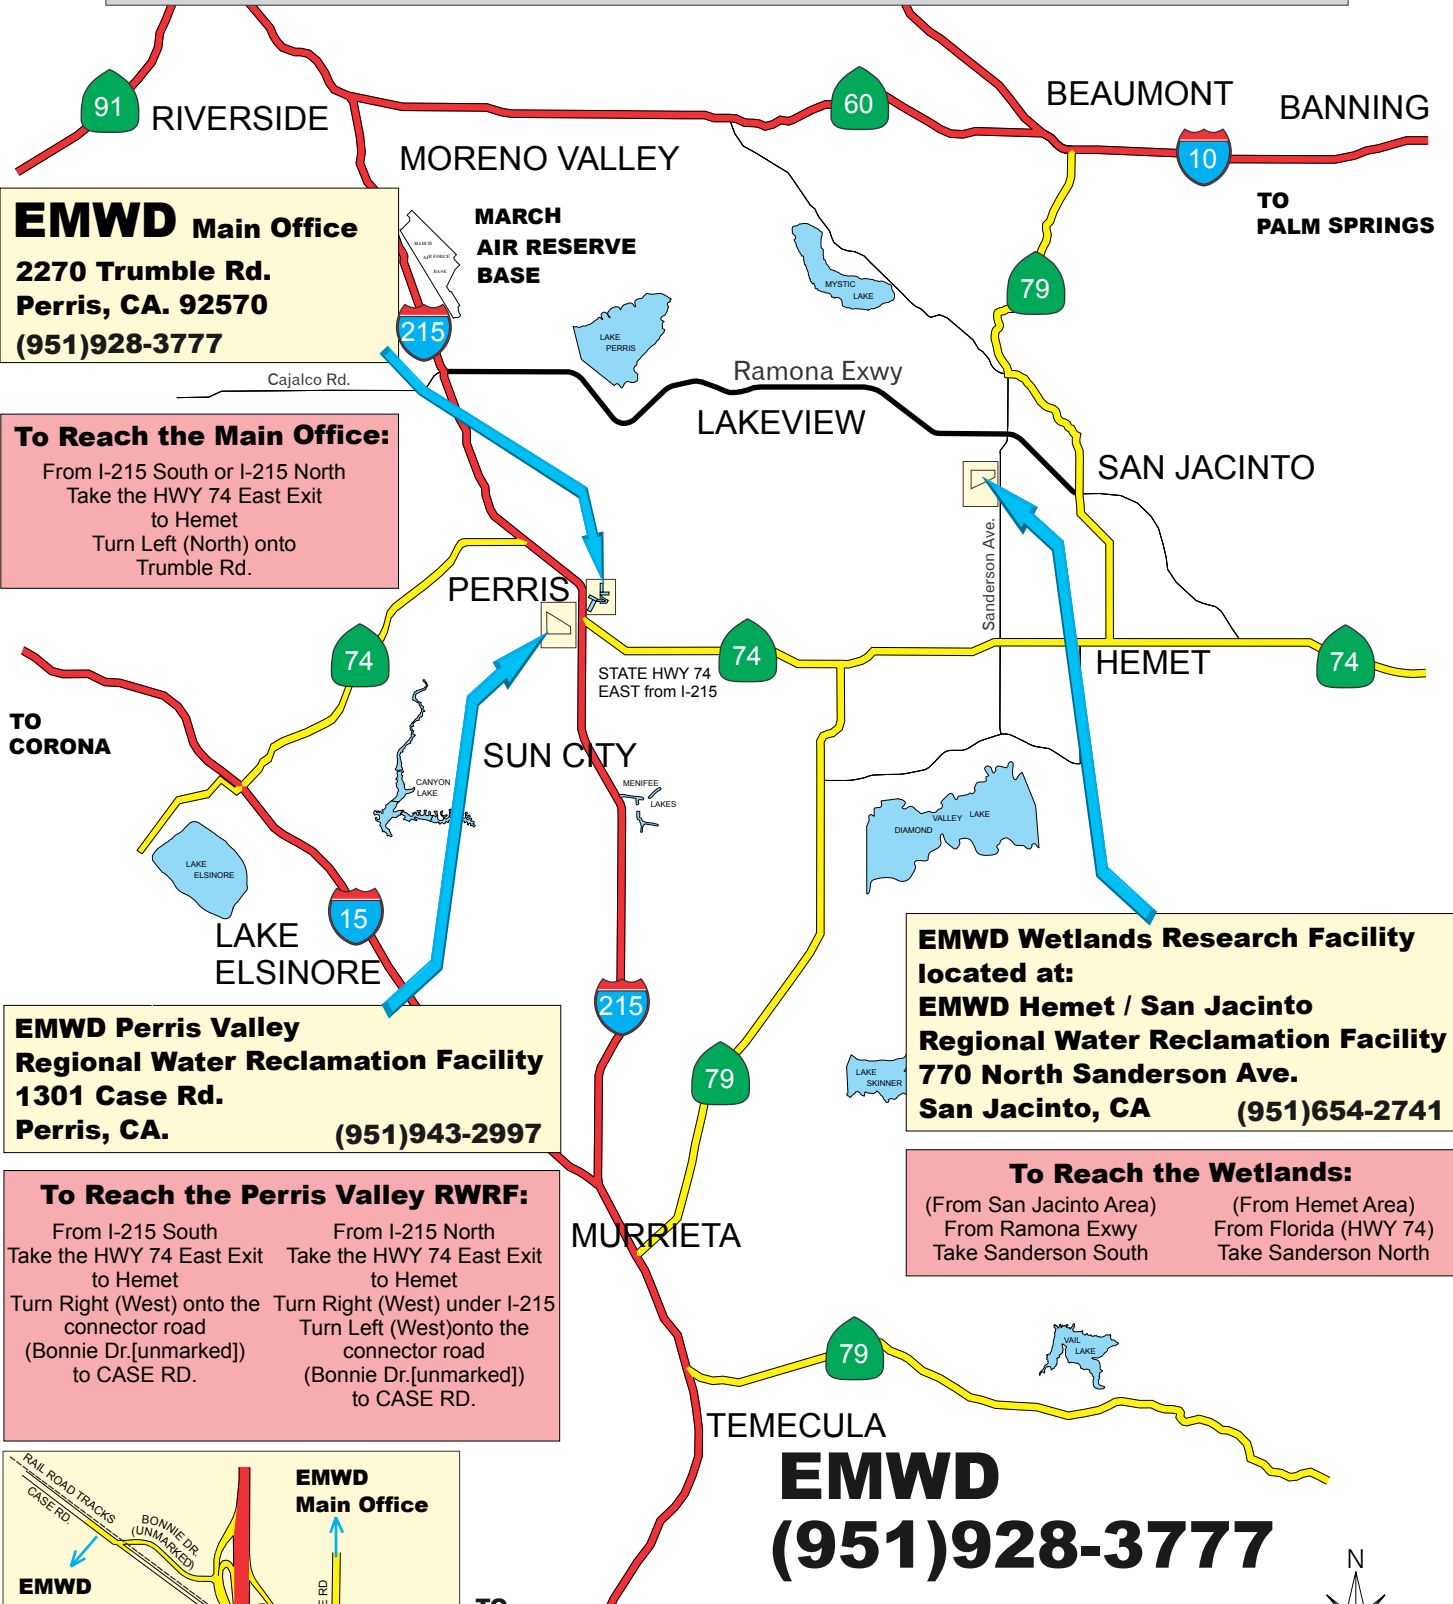 91
RIVERSIDE
60
BEAUMONT
BANNING
10
MORENO VALLEY
TO
PALM SPRINGS
EMWD Main Office
2270 Trumble Rd.
Perris, CA. 92570
(951)928-3777
MARCH
AIR RESERVE
BASE
MARCH
AIR FORCE
BASE
215
79
MYSTIC
LAKE
LAKE
PERRIS
Cajalco Rd.
Ramona Exwy
LAKEVIEW
To Reach the Main Office:
From I-215 South or I-215 North
Take the HWY 74 East Exit
to Hemet
Turn Left (North) onto
Trumble Rd.
SAN JACINTO
Sanderson Ave.
PERRIS
74
74
STATE HWY 74
EAST from I-215
HEMET
74
TO
CORONA
SUN CITY
CANYON
LAKE
MENIFEE
LAKES
DIAMOND
VALLEY
LAKE
LAKE
ELSINORE
15
LAKE
ELSINORE
215
EMWD Perris Valley
Regional Water Reclamation Facility
1301 Case Rd.
Perris, CA.
(951)943-2997
79
LAKE
SKINNER
EMWD Wetlands Research Facility
located at:
EMWD Hemet / San Jacinto
Regional Water Reclamation Facility
770 North Sanderson Ave.
San Jacinto, CA
(951)654-2741
To Reach the Wetlands:
(From San Jacinto Area)
From Ramona Exwy
Take Sanderson South
(From Hemet Area)
From Florida (HWY 74)
Take Sanderson North
To Reach the Perris Valley RWRF:
From I-215 South
Take the HWY 74 East Exit
to Hemet
Turn Right (West) onto the
connector road
(Bonnie Dr.[unmarked])
to CASE RD.
From I-215 North
Take the HWY 74 East Exit
to Hemet
Turn Right (West) under I-215
Turn Left (West)onto the
connector road
(Bonnie Dr.[unmarked])
to CASE RD.
MURRIETA
79
VAIL
LAKE
TEMECULA
EMWD
(951)928-3777
RAIL ROAD TRACKS
CASE RD.
BONNIE DR.
(UNMARKED)
EMWD
Main Office
EMWD
RD
TO
N